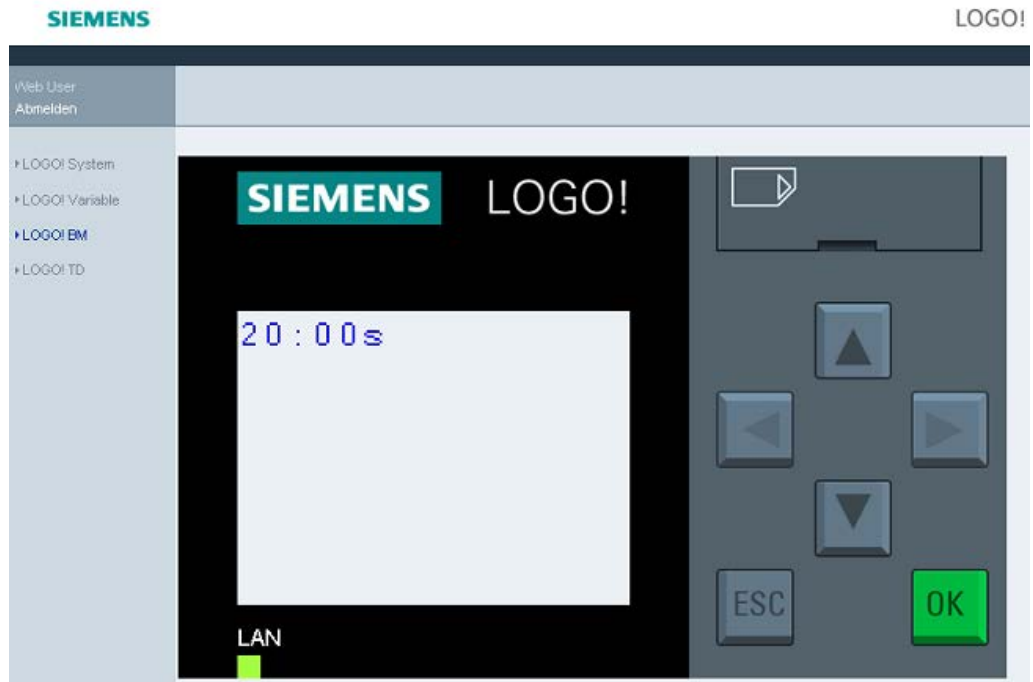 SIEMENS
LOGO!
Web User
Abmelden
LOGO! System
LOGO! Variable
LOGO! BM
LOGO! TD
SIEMENS LOGO!
20:00s
ESC
OK
LAN